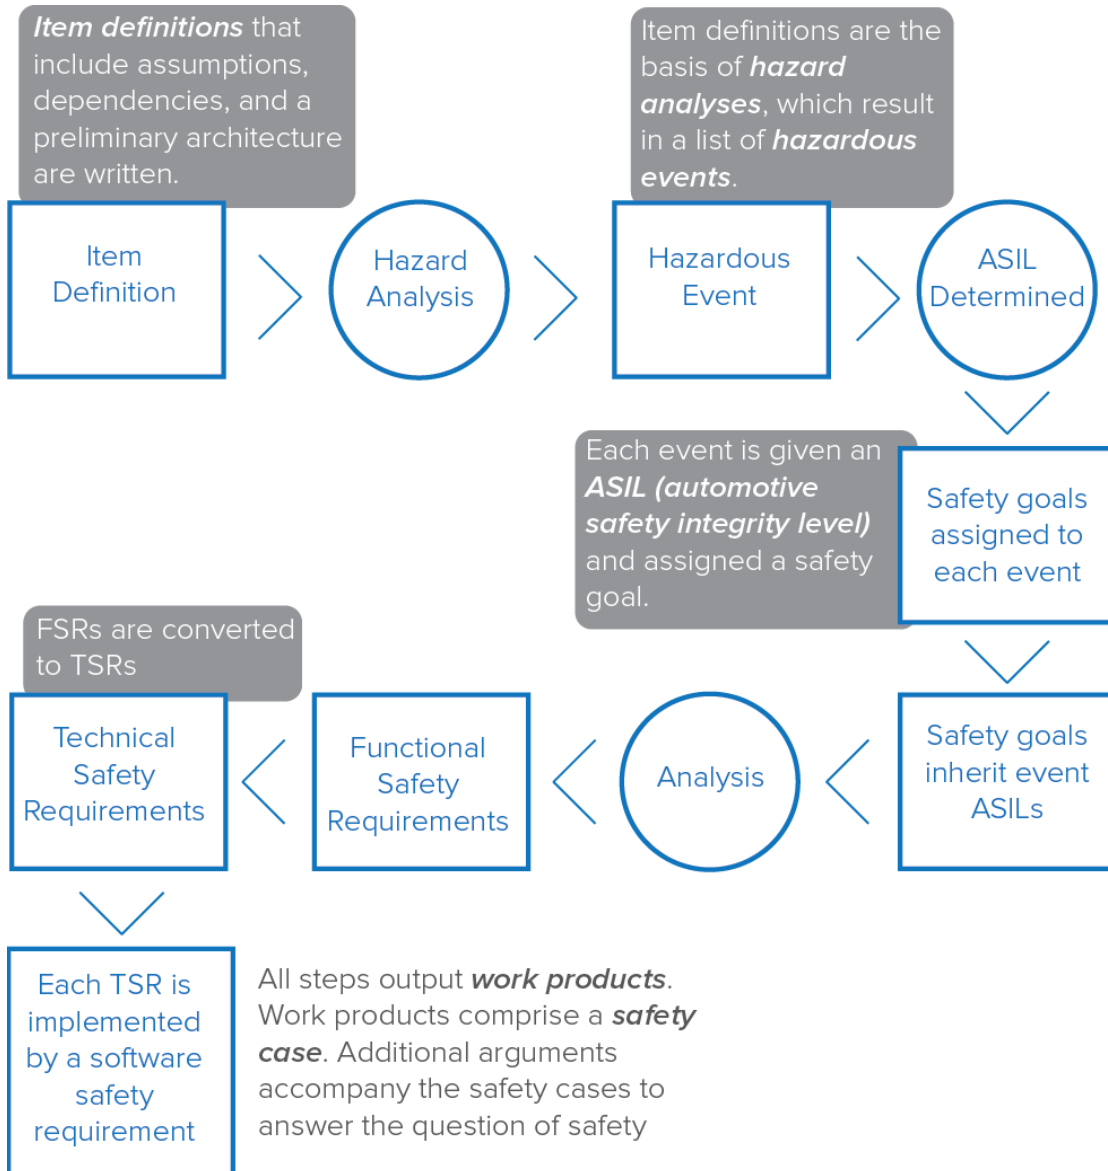 Item definitions that
include assumptions,
dependencies, and a
preliminary architecture
are written.
Item definitions are the
basis of hazard
analyses, which result
in a list of hazardous
events.
Item
Definition
Hazard
Analysis
Hazardous
Event
ASIL
Determined
Each event is given an
ASIL (automotive
safety integrity level)
and assigned a safety
goal.
Safety goals
assigned to
each event
Safety goals
inherit event
ASILs
Analysis
Functional
Safety
Requirements
FSRs are converted
to TSRs
Technical
Safety
Requirements
Each TSR is
implemented
by a software
safety
requirement
All steps output work products.
Work products comprise a safety
case. Additional arguments
accompany the safety cases to
answer the question of safety